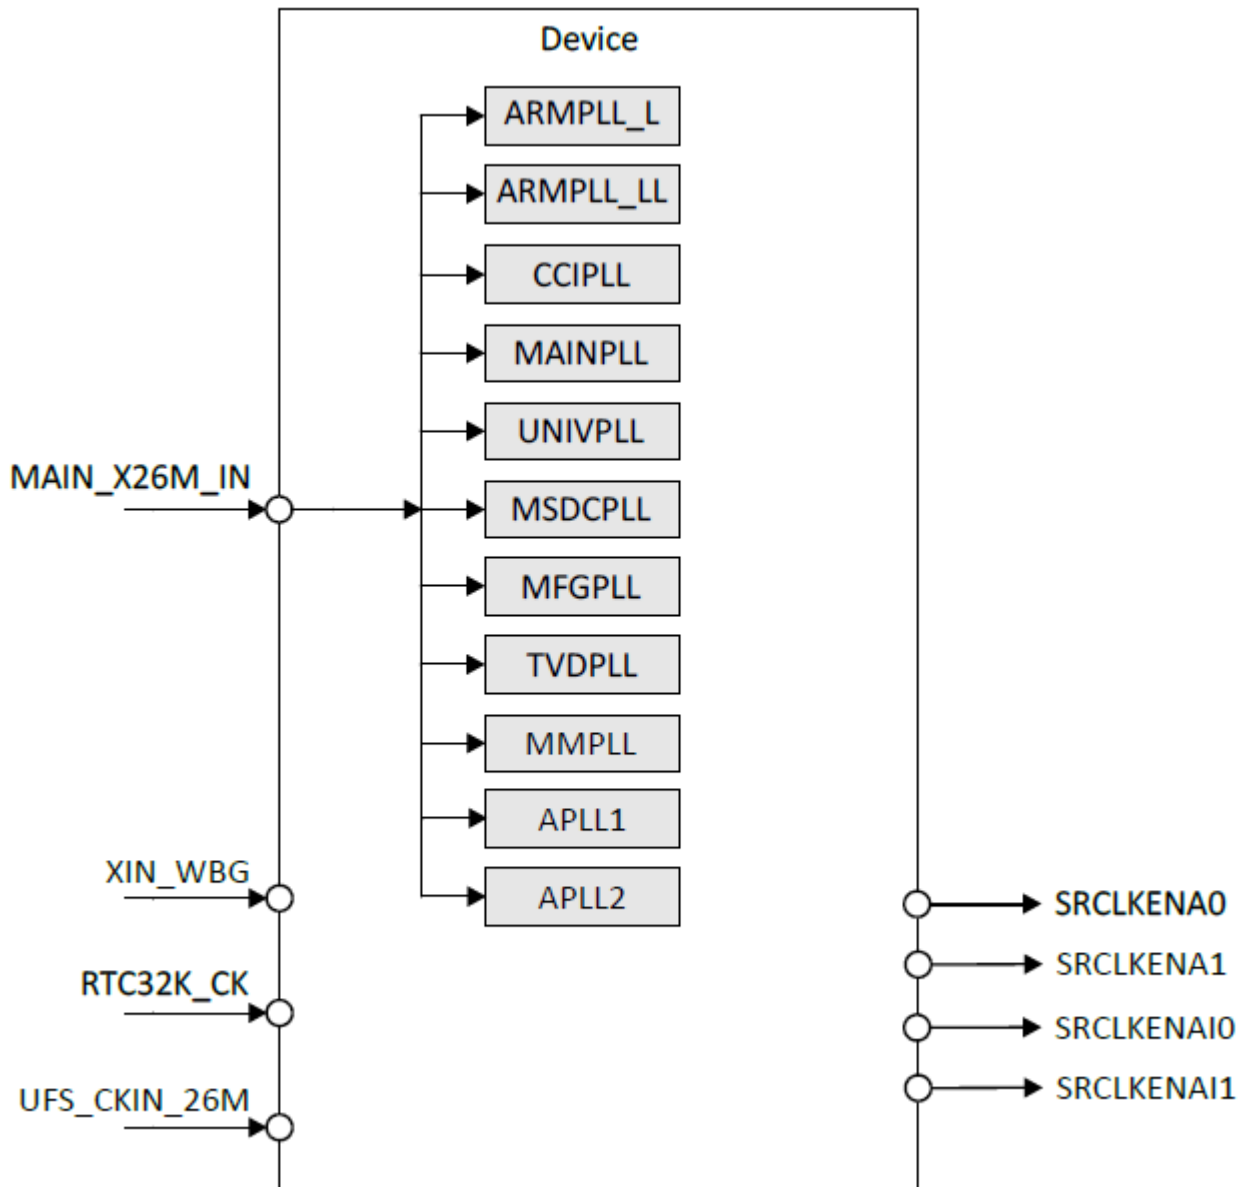 Device
ARMPLL_L
ARMPLL_LL
CCIPLL
MAINPLL
UNIVPLL
MAIN_X26M_IN
MSDCPLL
MFGPLL
TVDPLL
MMPLL
APLL1
XIN_WBG
APLL2
SRCLKENA0
SRCLKENA1
RTC32K_CK
SRCLKENAI0
SRCLKENAI1
UFS_CKIN_26M